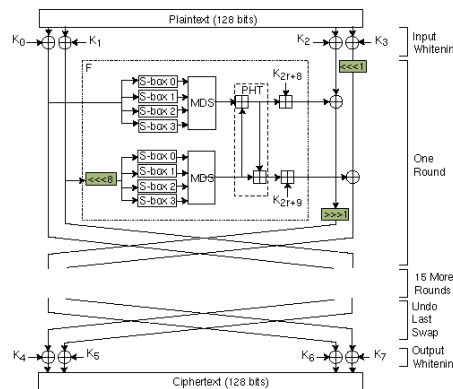 Plaintext (128 bits)
K0 K1 K2 K3
Input
Whitenin
<<<1
F
S-box 0
S-box 1
S-box 2
S-box 3
MDS
PHT
K2r+8
One
Round
<<<8
S-box 0
S-box 1
S-box 2
S-box 3
MDS
K2r+9
>>>1
15 More
Rounds
Undo
Last
Swap
K4 K5 K6 K7
Output
Whitenin
Ciphertext (128 bits)